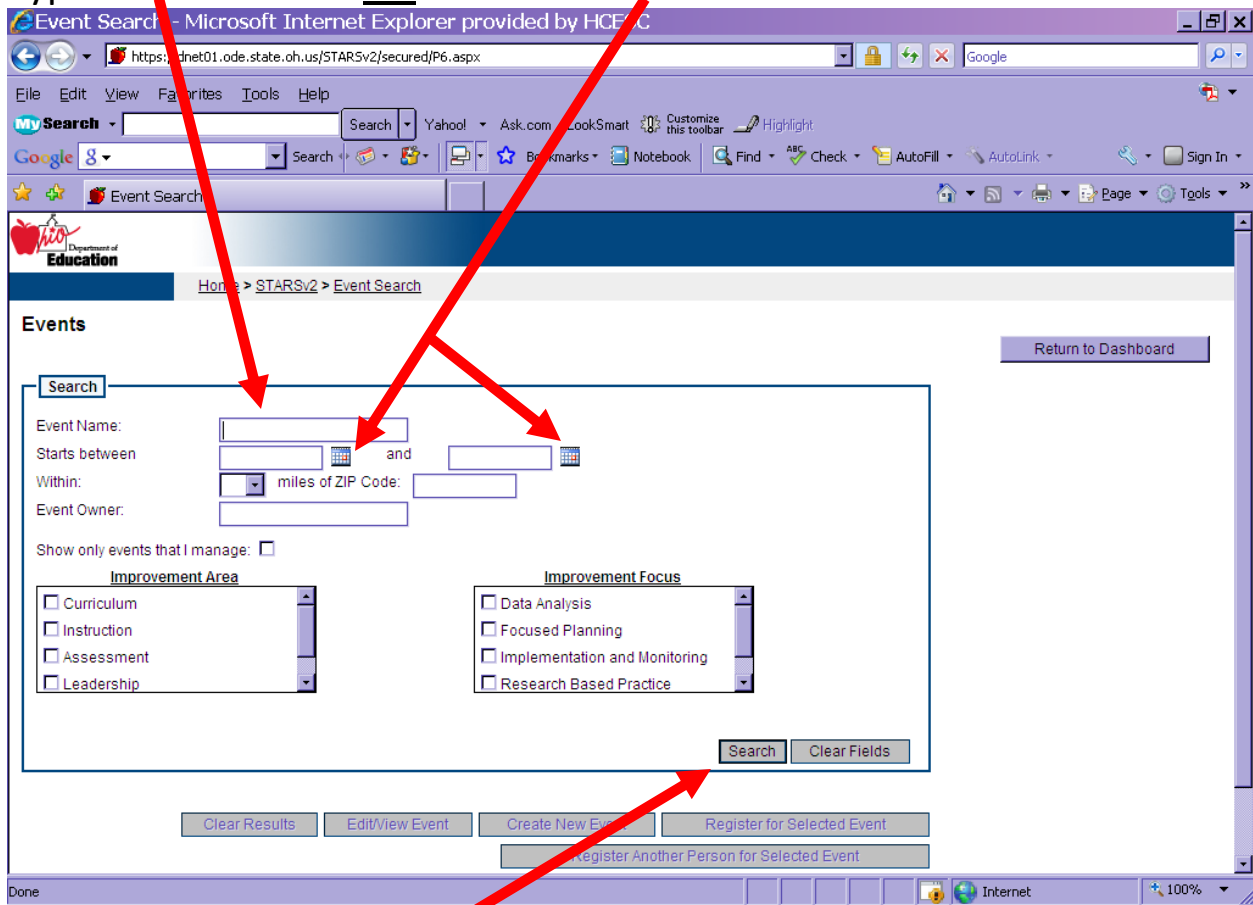 Event Search - Microsoft Internet Explorer provided by HCESC
dnet01.ode.state.oh.us/STARSv2/secured/P6.aspx
Google
File Edit View Favorites Tools Help
My Search Search Yahoo! Ask.com LookSmart Customize this toolbar Highlight
Google Search Bookmarks Notebook Find ABC Check AutoFill AutoLink Sign In
Event Search Page Tools »
Ohio
Department of
Education
Home > STARSv2 > Event Search
Events
Return to Dashboard
Search
Event Name:
Starts between and
Within: miles of ZIP Code:
Event Owner:
Show only events that I manage:
Improvement Area Improvement Focus
Curriculum Data Analysis
Instruction Focused Planning
Assessment Implementation and Monitoring
Leadership Research Based Practice
Search Clear Fields
Clear Results Edit/View Event Create New Event Register for Selected Event
Register Another Person for Selected Event
Done Internet 100%